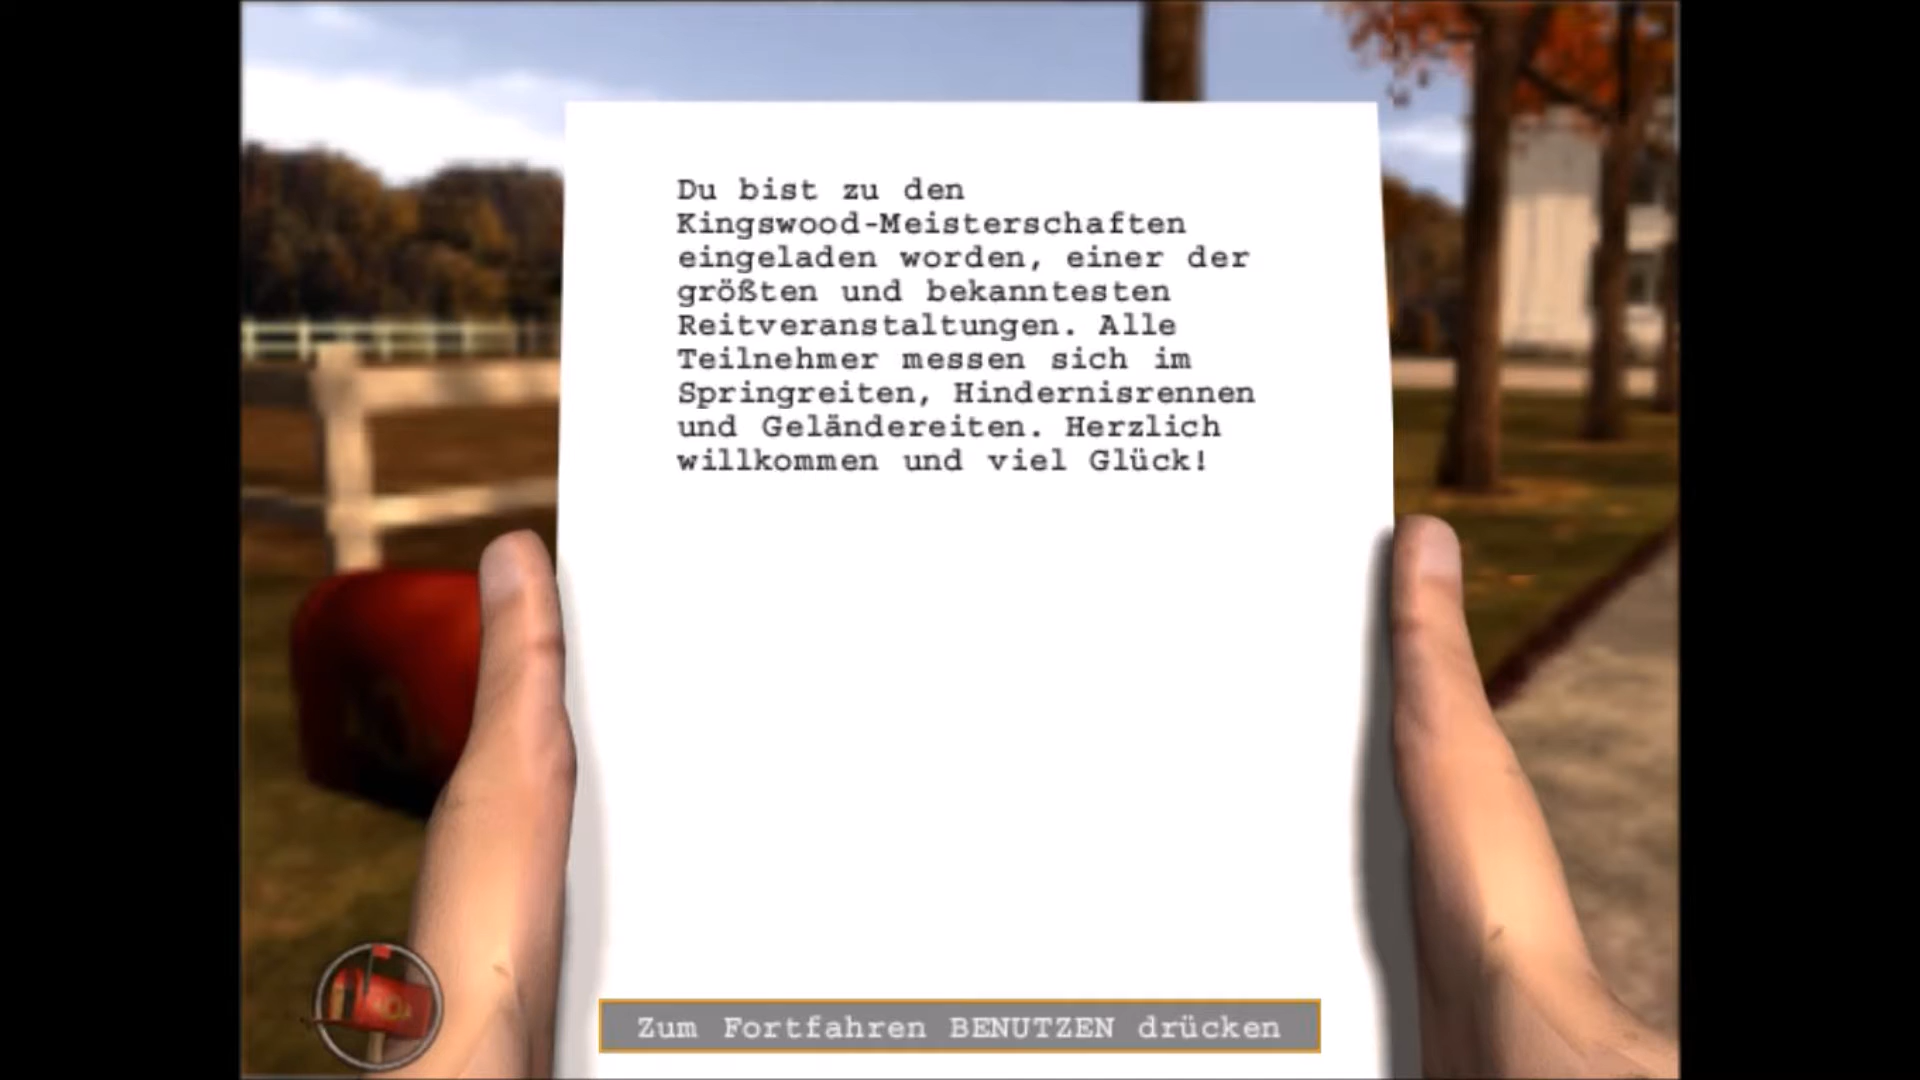 Du bist zu den
Kingswood-Meisterschaften
eingeladen worden, einer der
größten und bekanntesten
Reitveranstaltungen. Alle
Teilnehmer messen sich im
Springreiten, Hindernisrennen
und Geländereiten. Herzlich
willkommen und viel Glück!
Zum Fortfahren BENUTZEN drücken